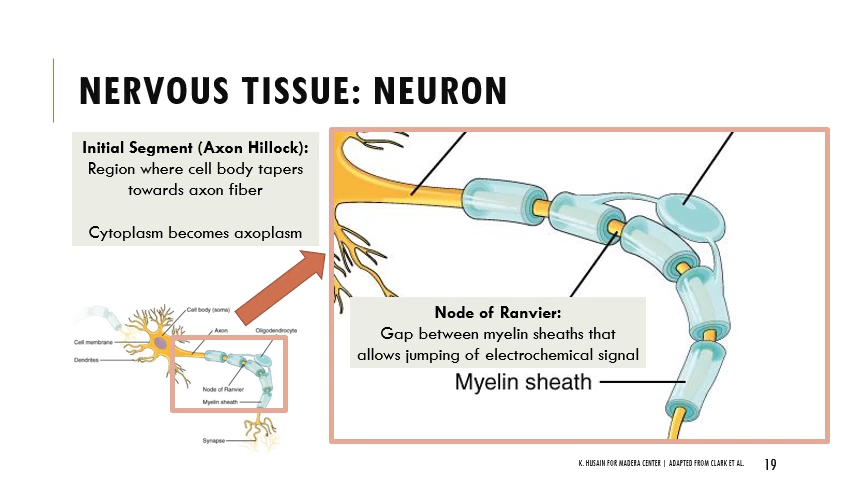 NERVOUS TISSUE: NEURON
Initial Segment (Axon Hillock):
Region where cell body tapers
towards axon fiber
Cytoplasm becomes axoplasm
Node of Ranvier:
Gap between myelin sheaths that
allows jumping of electrochemical signal
Myelin sheath
Cell body (soma)
Axon
Oligodendrocyte
Cell membrane
Dendrites
Node of Ranvier
Myelin sheath
Synapse
K. HUSAIN FOR MADERA CENTER | ADAPTED FROM CLARK ET AL.
19